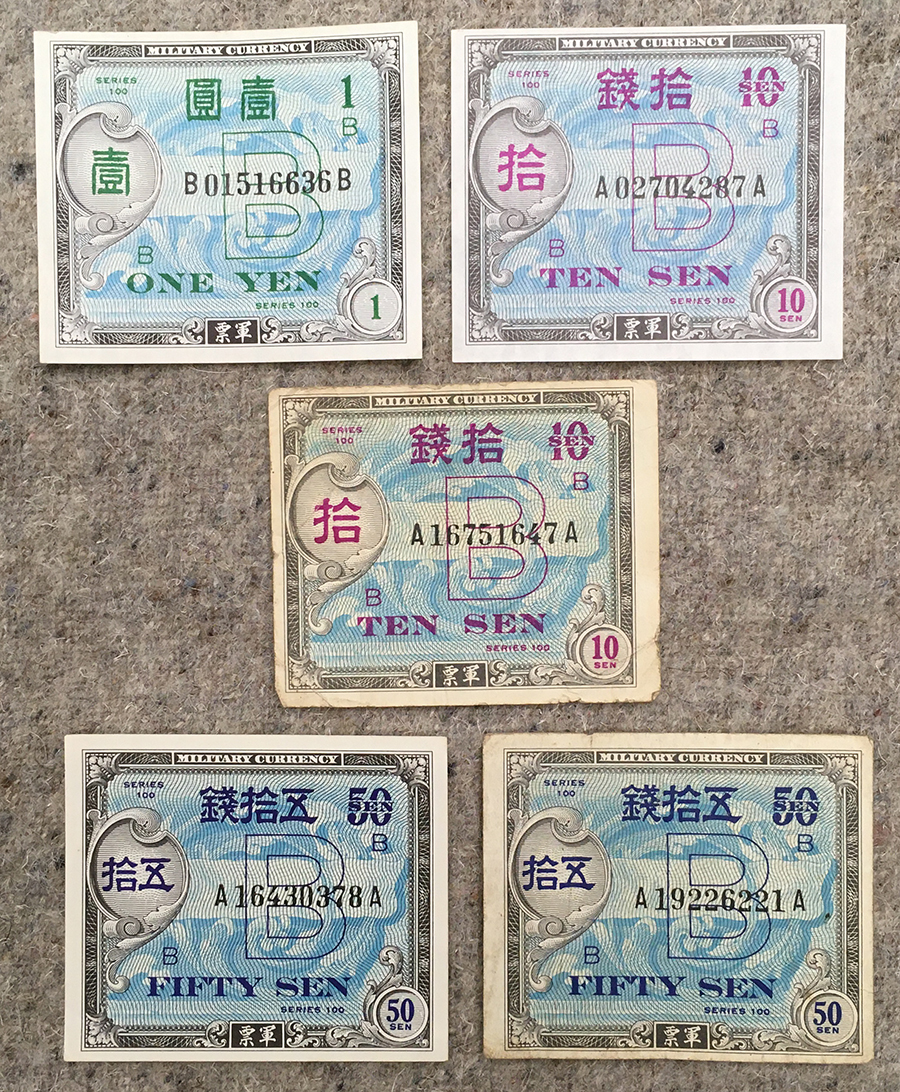 MILITARY CURRENCY
SERIES
100
圓壹
1
B
壹
B01516636B
B
B
ONE YEN
SERIES 100
1
票軍
MILITARY CURRENCY
SERIES
100
錢拾
10
SEN
B
拾
A02704287A
B
B
TEN SEN
SERIES 100
10
SEN
票軍
MILITARY CURRENCY
SERIES
100
錢拾
10
SEN
B
拾
A16751647A
B
B
TEN SEN
SERIES 100
10
SEN
票軍
MILITARY CURRENCY
SERIES
100
錢拾五
50
SEN
B
拾五
A16430378A
B
B
FIFTY SEN
SERIES 100
50
SEN
票軍
MILITARY CURRENCY
SERIES
100
錢拾五
50
SEN
B
拾五
A19226221A
B
B
FIFTY SEN
SERIES 100
50
SEN
票軍